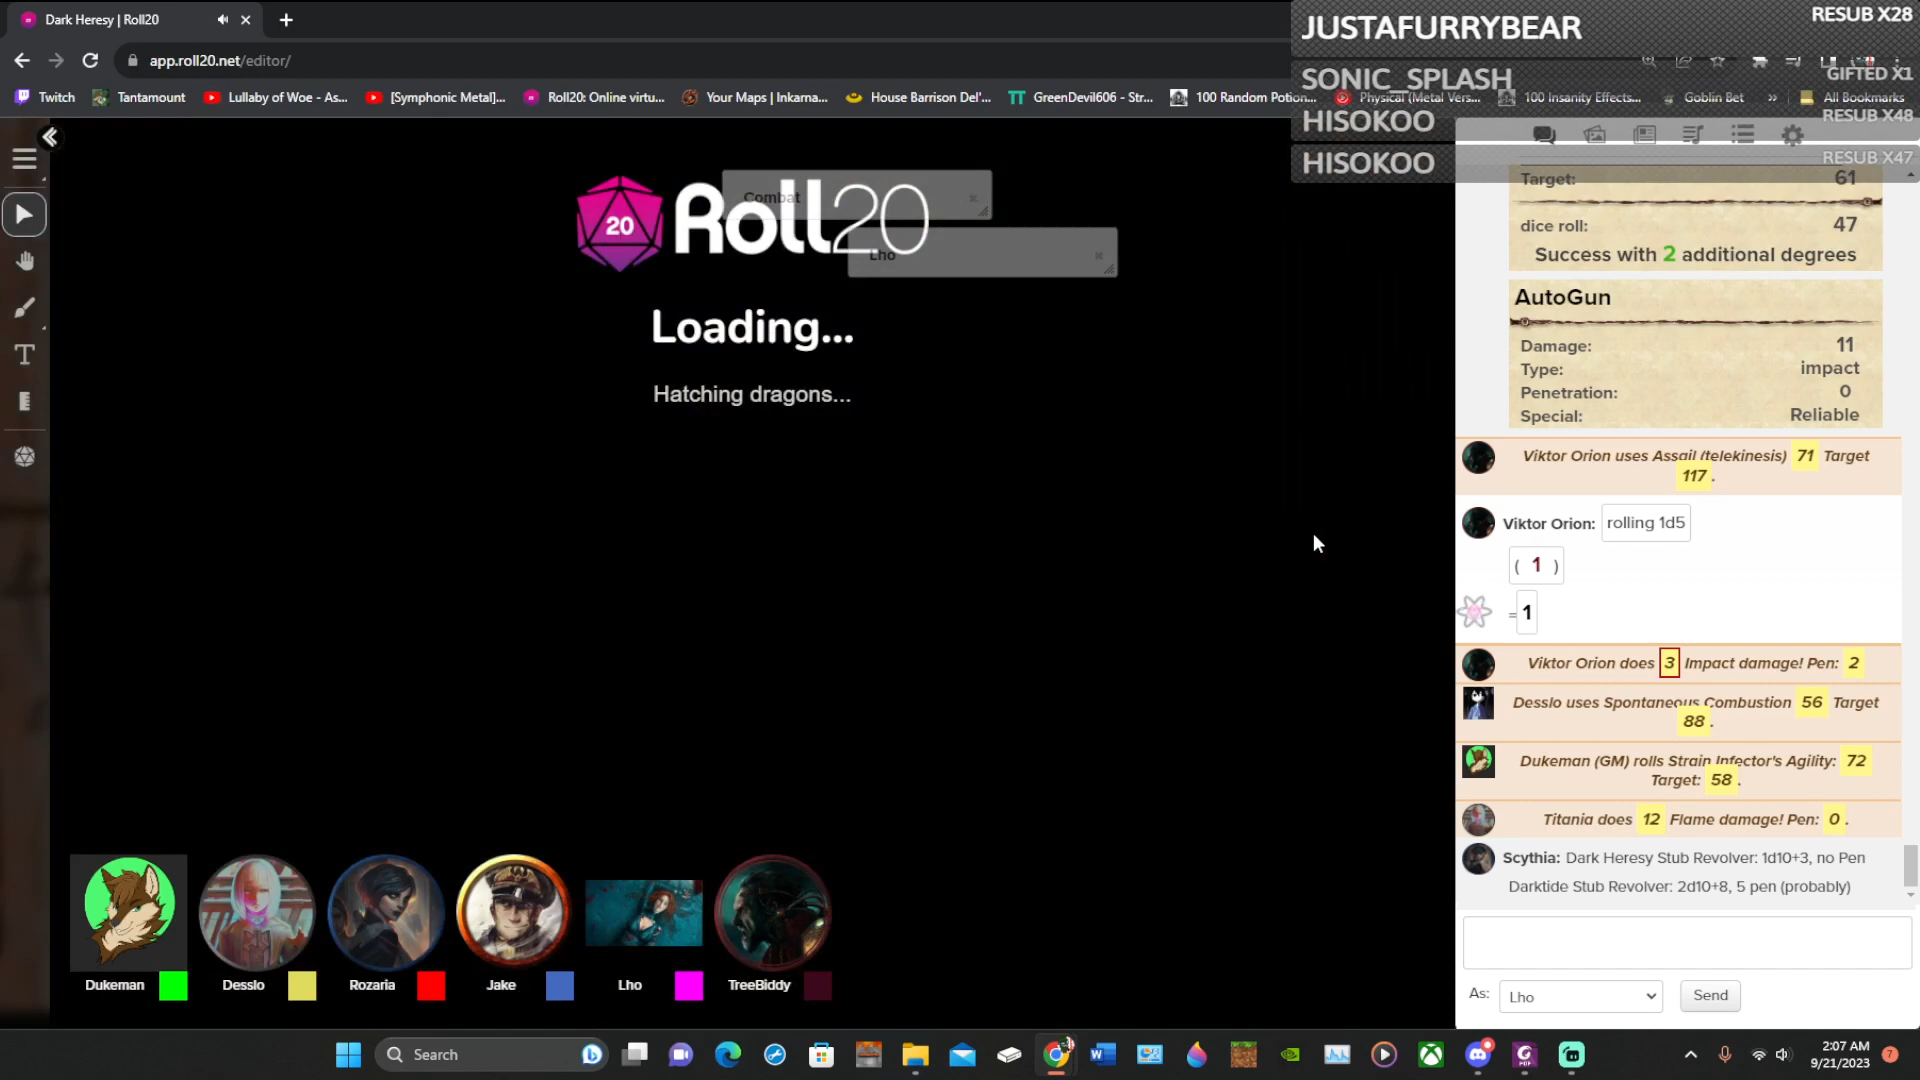 Dark Heresy | Roll20
JUSTAFURRYBEAR
RESUB X28
app.roll20.net/editor/
SONIC_SPLASH
GIFTED X1
Twitch
Tantamount
Lullaby of Woe - As...
[Symphonic Metal]...
Roll20: Online virtu...
Your Maps | Inkarna...
House Barrison Del'...
GreenDevil606 - Str...
100 Random Potion...
Physical (Metal Vers...
100 Insanity Effects...
Goblin Bet
»
All Bookmarks
HISOKOO
RESUB X48
HISOKOO
RESUB X47
Combat
20
Roll20
Lho
Loading...
Hatching dragons...
Target: 61
dice roll: 47
Success with 2 additional degrees
AutoGun
Damage: 11
Type: impact
Penetration: 0
Special: Reliable
Viktor Orion uses Assail (telekinesis) 71 Target
117 .
Viktor Orion: rolling 1d5
( 1 )
=1
Viktor Orion does 3 Impact damage! Pen: 2
Desslo uses Spontaneous Combustion 56 Target
88 .
Dukeman (GM) rolls Strain Infector's Agility: 72
Target: 58 .
Titania does 12 Flame damage! Pen: 0 .
Scythia: Dark Heresy Stub Revolver: 1d10+3, no Pen
Darktide Stub Revolver: 2d10+8, 5 pen (probably)
Dukeman
Desslo
Rozaria
Jake
Lho
TreeBiddy
As: Lho
Send
Search
2:07 AM
9/21/2023
7